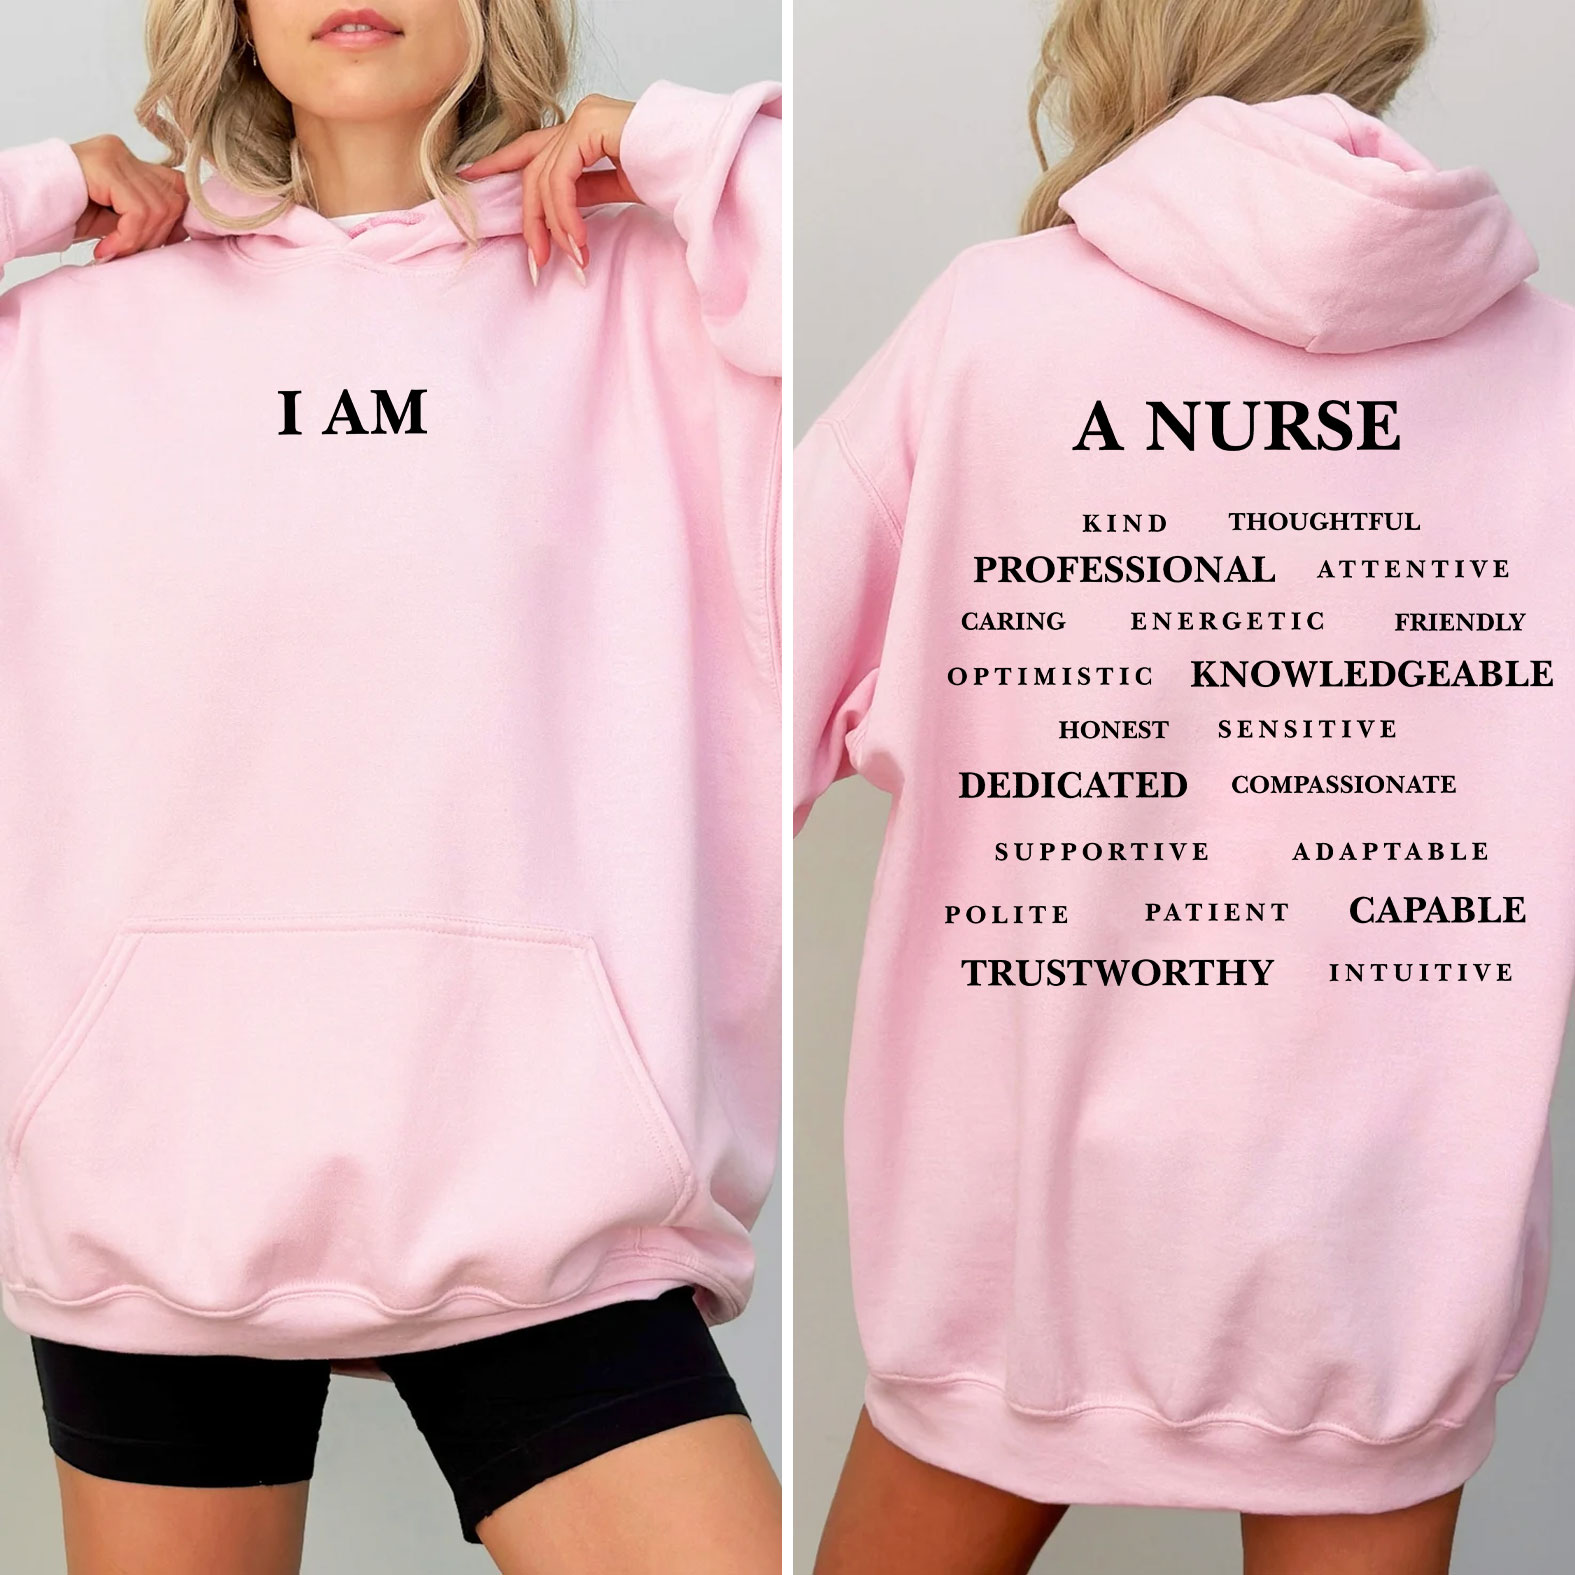 I AM
A NURSE
KIND THOUGHTFUL
PROFESSIONAL ATTENTIVE
CARING ENERGETIC FRIENDLY
OPTIMISTIC KNOWLEDGEABLE
HONEST SENSITIVE
DEDICATED COMPASSIONATE
SUPPORTIVE ADAPTABLE
POLITE PATIENT CAPABLE
TRUSTWORTHY INTUITIVE